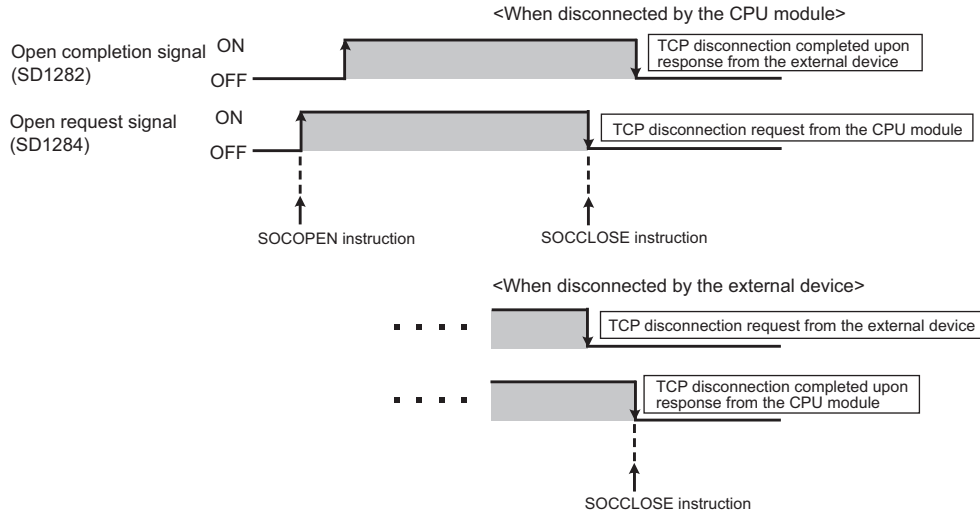 <When disconnected by the CPU module>
Open completion signal
(SD1282)
ON
OFF
TCP disconnection completed upon
response from the external device
Open request signal
(SD1284)
ON
OFF
TCP disconnection request from the CPU module
SOCOPEN instruction
SOCCLOSE instruction
<When disconnected by the external device>
TCP disconnection request from the external device
TCP disconnection completed upon
response from the CPU module
SOCCLOSE instruction